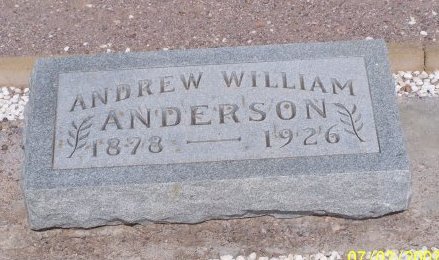 ANDREW WILLIAM
ANDERSON
1878 — 1926